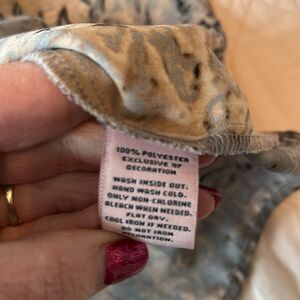 100% POLYESTER
EXCLUSIVE OF
DECORATION
WASH INSIDE OUT.
HAND WASH COLD.
ONLY NON-CHLORINE
BLEACH WHEN NEEDED.
FLAT DRY.
COOL IRON IF NEEDED.
DO NOT IRON
DECORATION